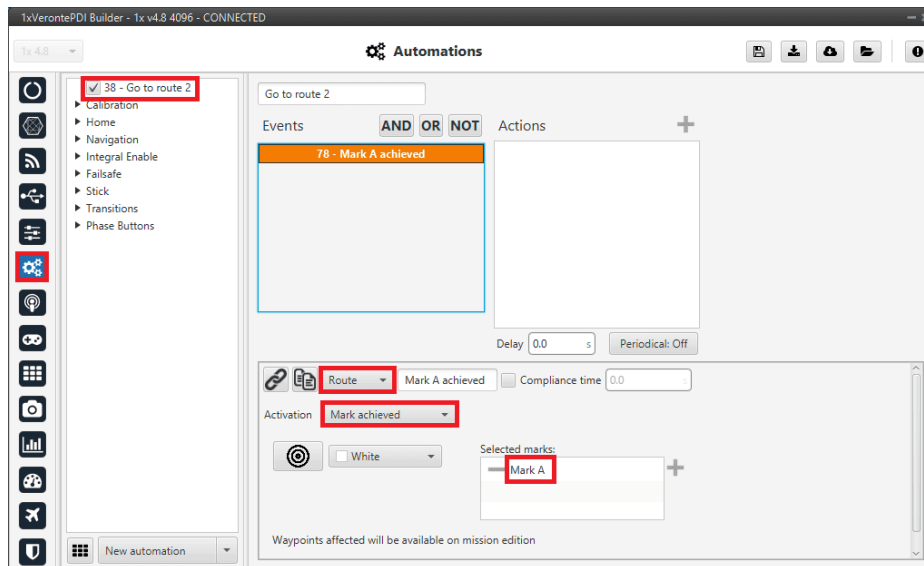 1xVerontePDI Builder - 1x v4.8 4096 - CONNECTED
1x 4.8
Automations
38 - Go to route 2
Calibration
Home
Navigation
Integral Enable
Failsafe
Stick
Transitions
Phase Buttons
New automation
Go to route 2
Events AND OR NOT Actions
78 - Mark A achieved
Delay 0.0 s Periodical: Off
Route Mark A achieved Compliance time 0.0 s
Activation Mark achieved
White
Selected marks:
Mark A
Waypoints affected will be available on mission edition